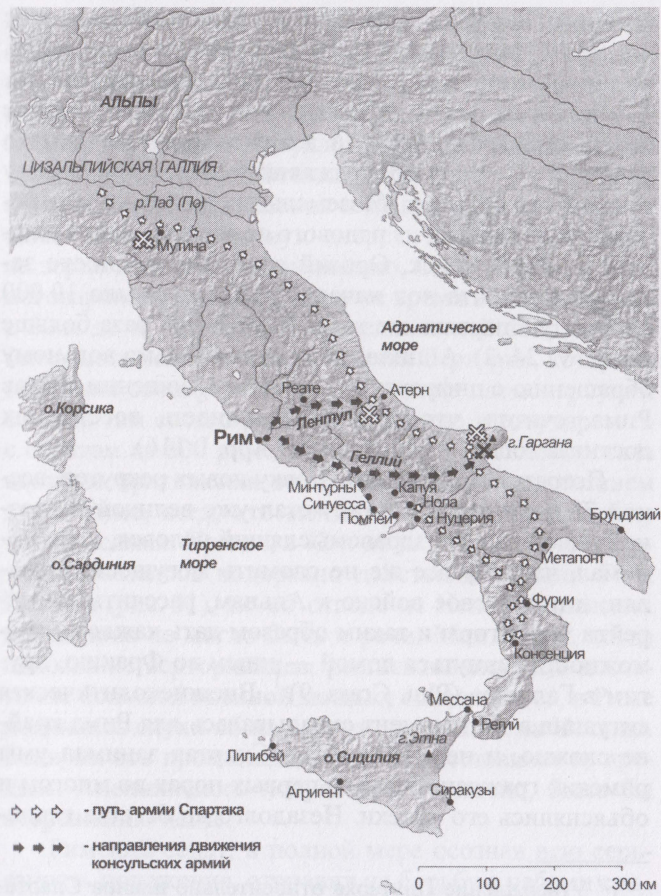 АЛЬПЫ
ЦИЗАЛЬПИЙСКАЯ ГАЛЛИЯ
р.Пад (По)
Мутина
Адриатическое
море
о.Корсика
Реате
Атерн
Лентул
Рим
г.Гаргана
Геллий
Минтурны
Капуя
Синуесса
Нола
Помпеи
Нуцерия
Брундизий
Тирренское
море
Метапонт
о.Сардиния
Фурии
Консенция
Мессана
Регий
г.Этна
Лилибей
о.Сицилия
Агригент
Сиракузы
- путь армии Спартака
- направления движения
консульских армий
0 100 200 300 км